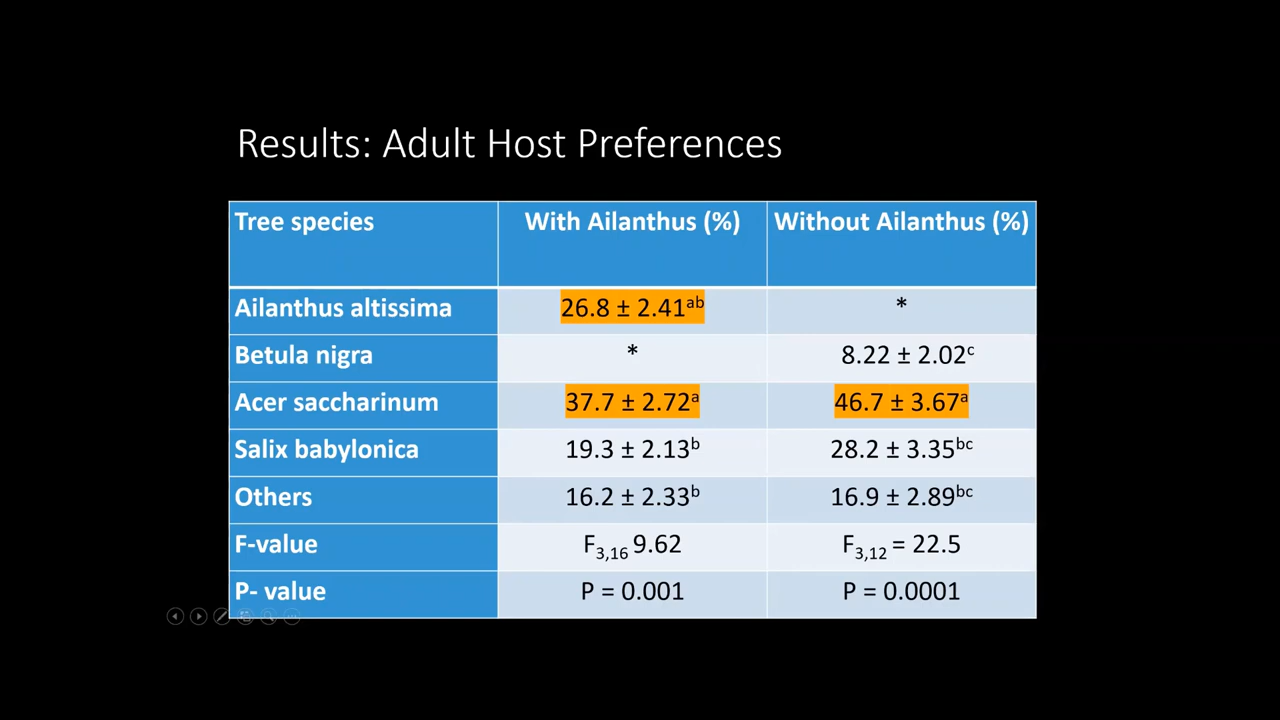 Results: Adult Host Preferences
Tree species With Ailanthus (%) Without Ailanthus (%)
Ailanthus altissima 26.8 ± 2.41ᵃᵇ *
Betula nigra * 8.22 ± 2.02ᶜ
Acer saccharinum 37.7 ± 2.72ᵃ 46.7 ± 3.67ᵃ
Salix babylonica 19.3 ± 2.13ᵇ 28.2 ± 3.35ᵇᶜ
Others 16.2 ± 2.33ᵇ 16.9 ± 2.89ᵇᶜ
F-value F₃,₁₆ 9.62 F₃,₁₂ = 22.5
P- value P = 0.001 P = 0.0001